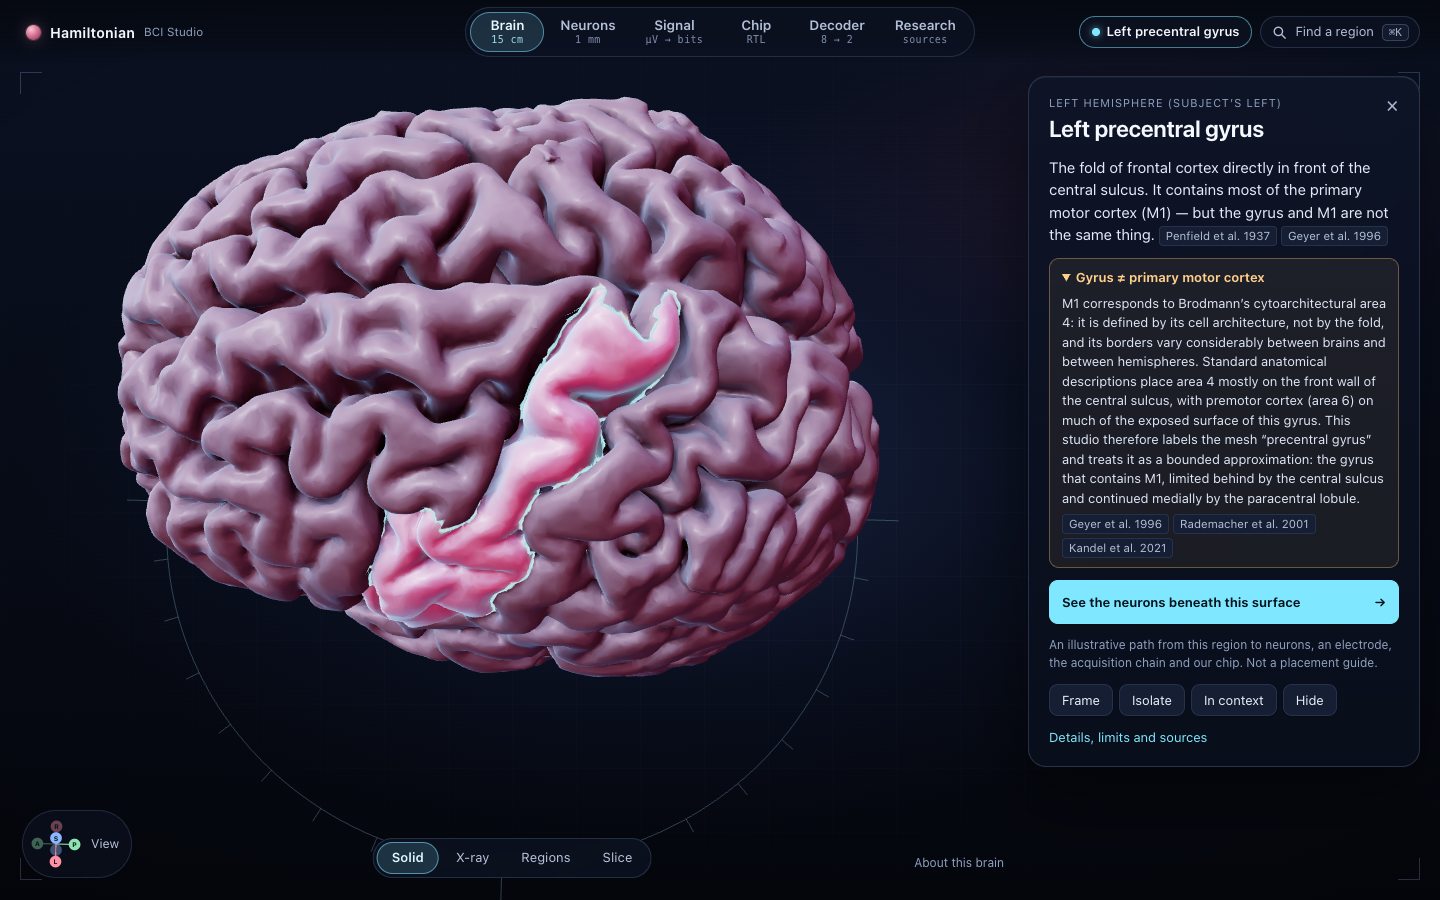 Hamiltonian BCI Studio
Brain
15 cm
Neurons
1 mm
Signal
µV → bits
Chip
RTL
Decoder
8 → 2
Research
sources
Left precentral gyrus
Find a region ⌘K
LEFT HEMISPHERE (SUBJECT'S LEFT)
Left precentral gyrus
The fold of frontal cortex directly in front of the
central sulcus. It contains most of the primary
motor cortex (M1) — but the gyrus and M1 are not
the same thing. Penfield et al. 1937 Geyer et al. 1996
▼ Gyrus ≠ primary motor cortex
M1 corresponds to Brodmann’s cytoarchitectural area
4: it is defined by its cell architecture, not by the fold,
and its borders vary considerably between brains and
between hemispheres. Standard anatomical
descriptions place area 4 mostly on the front wall of
the central sulcus, with premotor cortex (area 6) on
much of the exposed surface of this gyrus. This
studio therefore labels the mesh “precentral gyrus”
and treats it as a bounded approximation: the gyrus
that contains M1, limited behind by the central sulcus
and continued medially by the paracentral lobule.
Geyer et al. 1996 Rademacher et al. 2001
Kandel et al. 2021
See the neurons beneath this surface →
An illustrative path from this region to neurons, an electrode,
the acquisition chain and our chip. Not a placement guide.
Frame Isolate In context Hide
Details, limits and sources
R
S
A P
L
View
Solid X-ray Regions Slice
About this brain